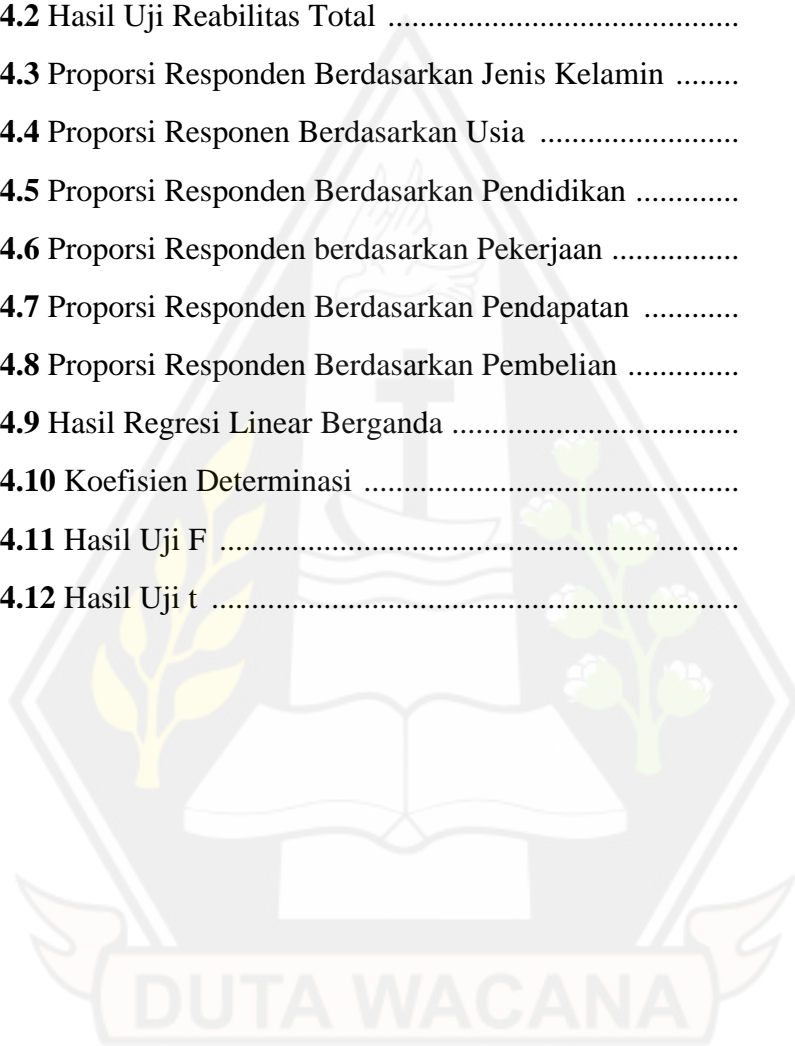 4.2 Hasil Uji Reabilitas Total ........................................
4.3 Proporsi Responden Berdasarkan Jenis Kelamin ........
4.4 Proporsi Responen Berdasarkan Usia .......................
4.5 Proporsi Responden Berdasarkan Pendidikan .............
4.6 Proporsi Responden berdasarkan Pekerjaan ...............
4.7 Proporsi Responden Berdasarkan Pendapatan ............
4.8 Proporsi Responden Berdasarkan Pembelian .............
4.9 Hasil Regresi Linear Berganda .................................
4.10 Koefisien Determinasi ...........................................
4.11 Hasil Uji F ............................................................
4.12 Hasil Uji t .............................................................
DUTA WACANA